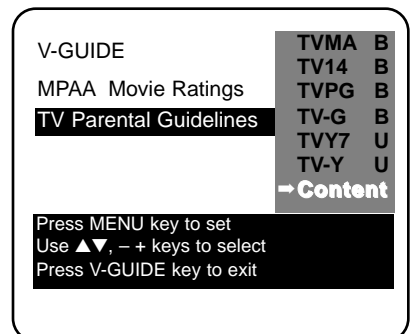 V-GUIDE
MPAA Movie Ratings
TV Parental Guidelines
TVMA B
TV14 B
TVPG B
TV-G B
TVY7 U
TV-Y U
➡Content
Press MENU key to set
Use ▲▼, – + keys to select
Press V-GUIDE key to exit